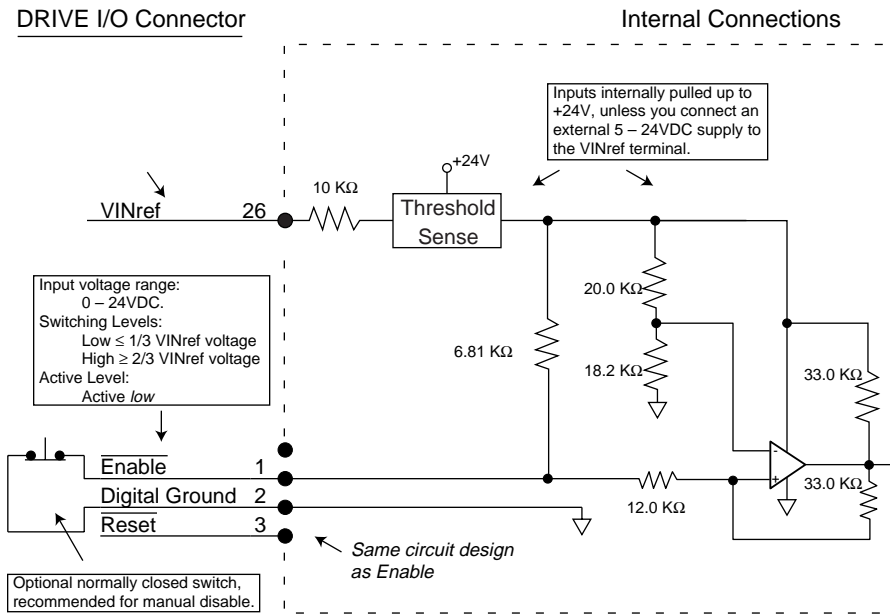 DRIVE I/O Connector
Internal Connections
Inputs internally pulled up to
+24V, unless you connect an
external 5 – 24VDC supply to
the VINref terminal.
+24V
10 KΩ
Threshold
Sense
VINref 26
Input voltage range:
0 – 24VDC.
Switching Levels:
Low ≤ 1/3 VINref voltage
High ≥ 2/3 VINref voltage
Active Level:
Active low
20.0 KΩ
6.81 KΩ
18.2 KΩ
33.0 KΩ
-
+
Enable 1
12.0 KΩ
33.0 KΩ
Digital Ground 2
Reset 3
Same circuit design
as Enable
Optional normally closed switch,
recommended for manual disable.